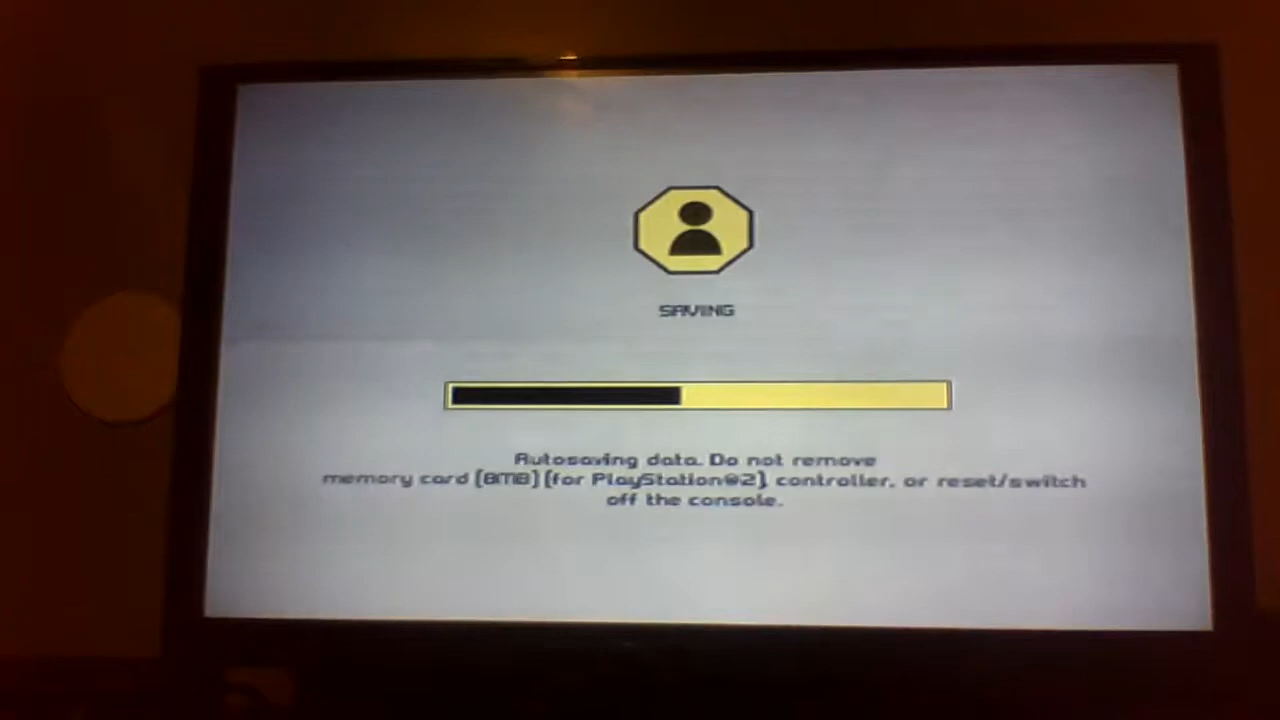 SAVING
Autosaving data. Do not remove
memory card (8MB) (for PlayStation®2), controller, or reset/switch
off the console.